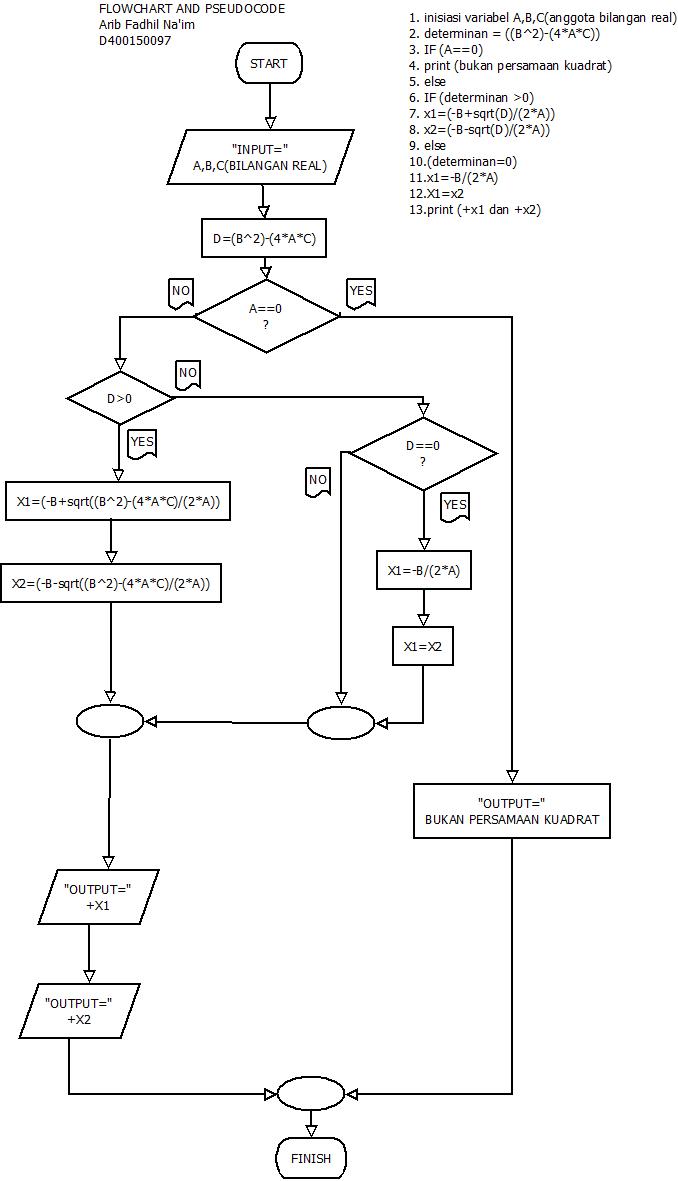 FLOWCHART AND PSEUDOCODE
Arib Fadhil Na'im
D400150097
1. inisiasi variabel A,B,C(anggota bilangan real)
2. determinan = ((B^2)-(4*A*C))
3. IF (A==0)
4. print (bukan persamaan kuadrat)
5. else
6. IF (determinan >0)
7. x1=(-B+sqrt(D)/(2*A))
8. x2=(-B-sqrt(D)/(2*A))
9. else
10.(determinan=0)
11.x1=-B/(2*A)
12.X1=x2
13.print (+x1 dan +x2)
START
"INPUT="
A,B,C(BILANGAN REAL)
D=(B^2)-(4*A*C)
NO
A==0
?
YES
D>0
NO
YES
D==0
?
NO
YES
X1=(-B+sqrt((B^2)-(4*A*C)/(2*A))
X2=(-B-sqrt((B^2)-(4*A*C)/(2*A))
X1=-B/(2*A)
X1=X2
"OUTPUT="
BUKAN PERSAMAAN KUADRAT
"OUTPUT="
+X1
"OUTPUT="
+X2
FINISH